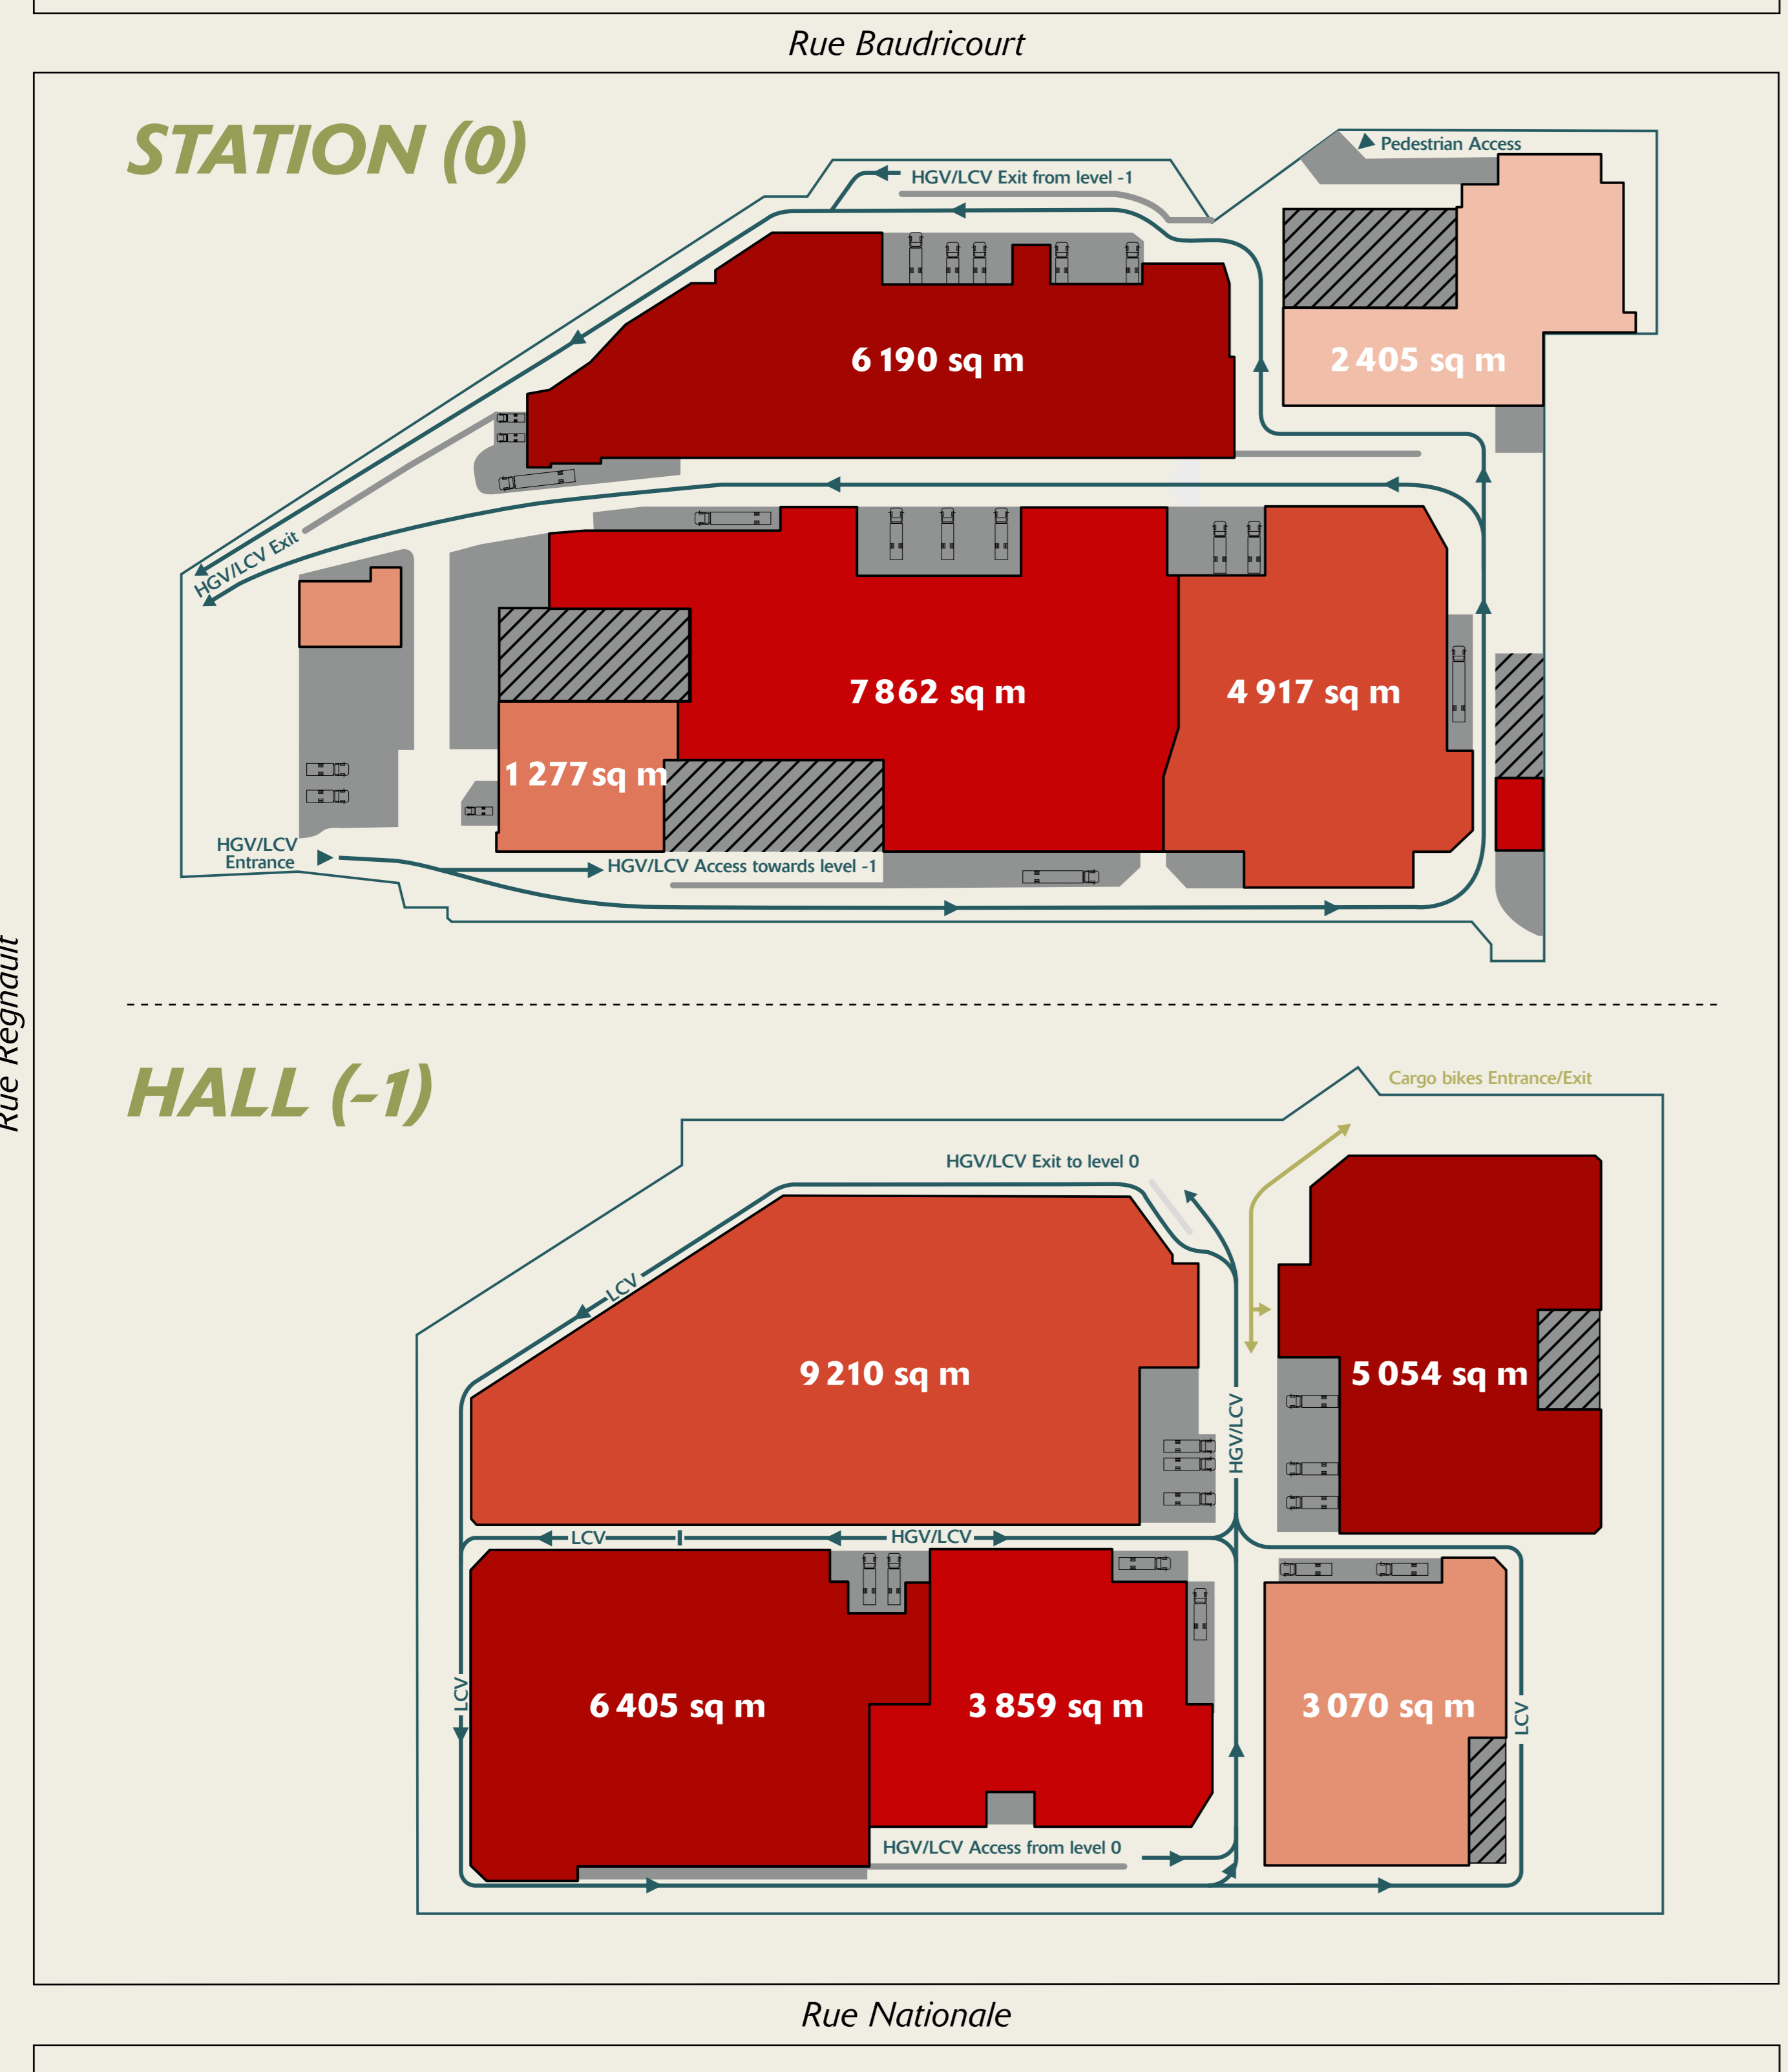 Rue Baudricourt
STATION (0)
Pedestrian Access
HGV/LCV Exit from level -1
6 190 sq m
2 405 sq m
HGV/LCV Exit
7 862 sq m
4 917 sq m
1 277 sq m
HGV/LCV
Entrance
HGV/LCV Access towards level -1
Rue Regnault
HALL (-1)
Cargo bikes Entrance/Exit
HGV/LCV Exit to level 0
LCV
9 210 sq m
5 054 sq m
HGV/LCV
LCV
HGV/LCV
LCV
6 405 sq m
3 859 sq m
3 070 sq m
LCV
HGV/LCV Access from level 0
Rue Nationale